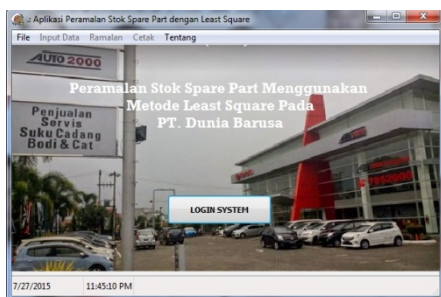 .: Aplikasi Peramalan Stok Spare Part dengan Least Square
File Input Data Ramalan Cetak Tentang
AUTO 2000
Peramalan Stok Spare Part Menggunakan
Metode Least Square Pada
PT. Dunia Barusa
Penjualan
Servis
Suku Cadang
Bodi & Cat
LOGIN SYSTEM
7/27/2015 11:45:10 PM